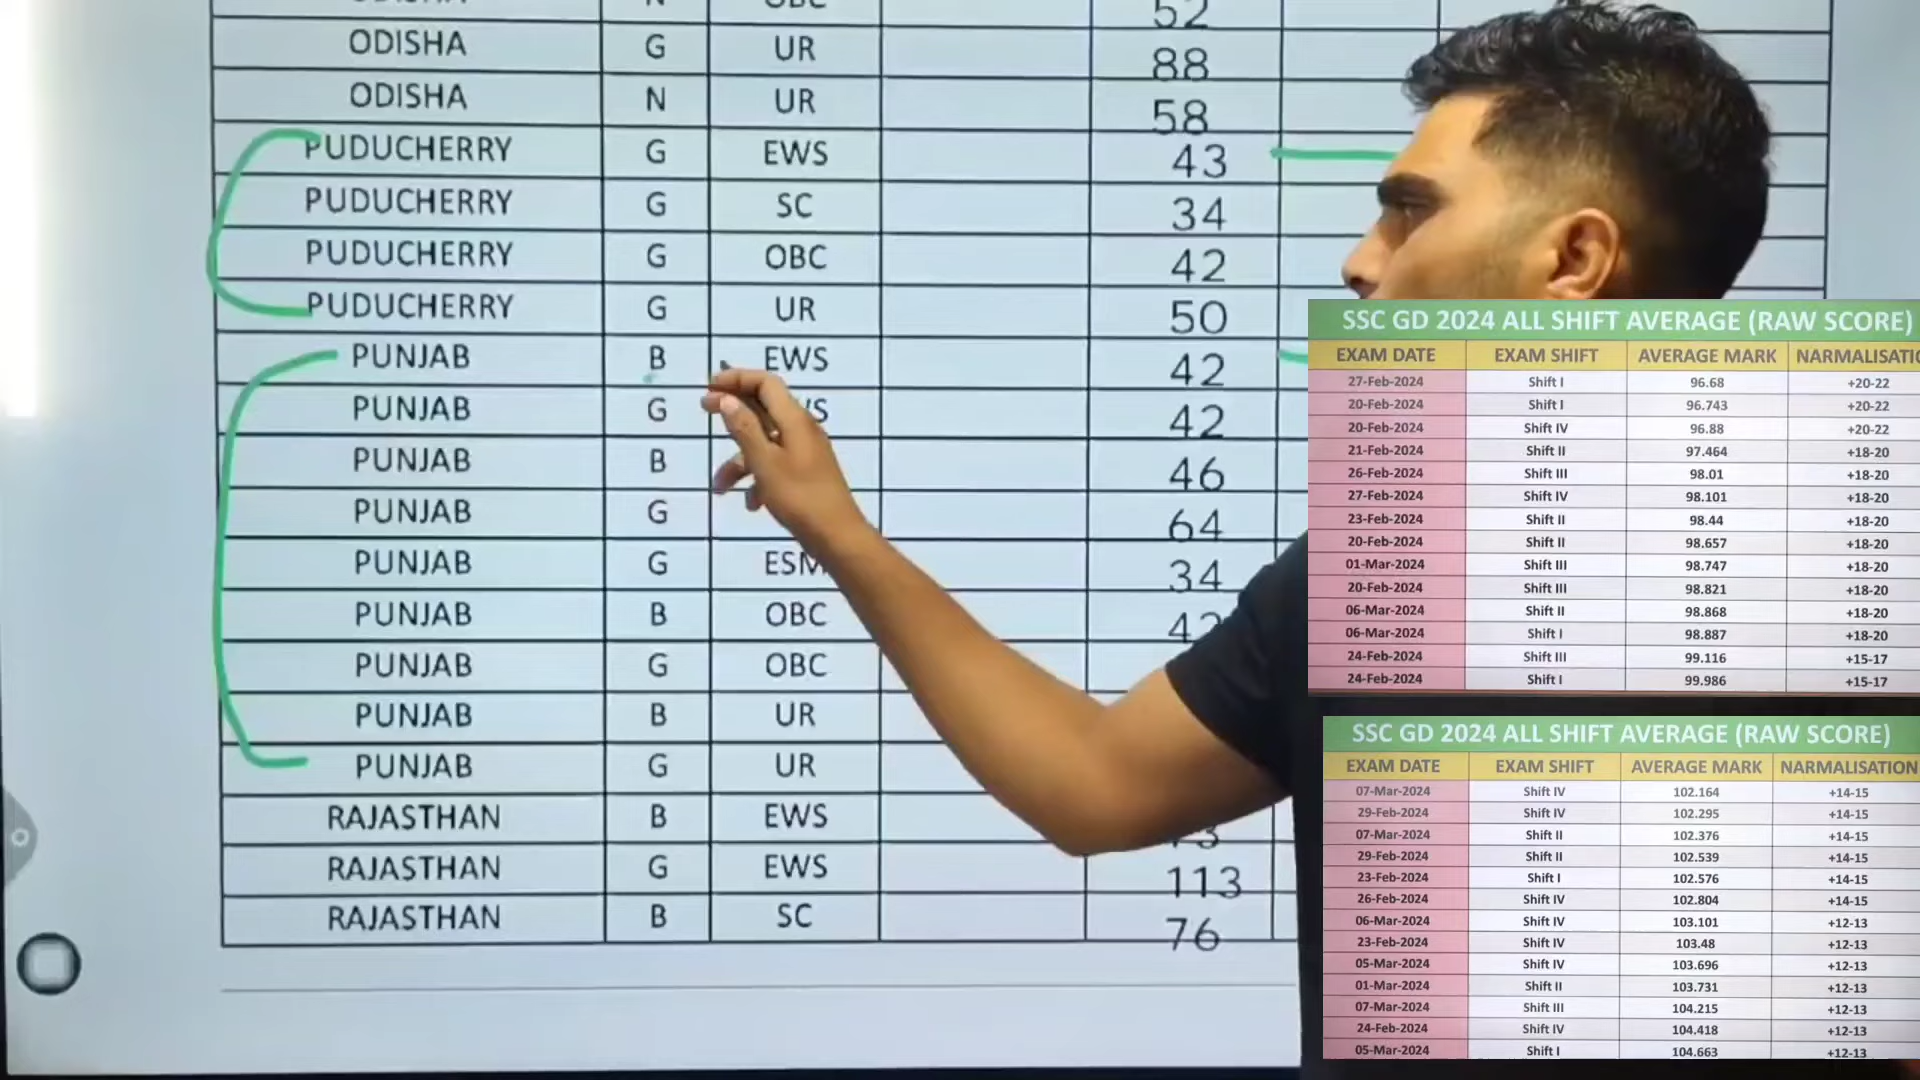 ODISHA N OBC 52
ODISHA G UR 88
ODISHA N UR 58
PUDUCHERRY G EWS 43
PUDUCHERRY G SC 34
PUDUCHERRY G OBC 42
PUDUCHERRY G UR 50
PUNJAB B EWS 42
PUNJAB G 42
PUNJAB B 46
PUNJAB G 64
PUNJAB G ESM 34
PUNJAB B OBC
PUNJAB G OBC
PUNJAB B UR
PUNJAB G UR
RAJASTHAN B EWS
RAJASTHAN G EWS 113
RAJASTHAN B SC 76
SSC GD 2024 ALL SHIFT AVERAGE (RAW SCORE)
EXAM DATE EXAM SHIFT AVERAGE MARK
27-Feb-2024 Shift I 96.68 +20-22
20-Feb-2024 Shift I 96.743 +20-22
20-Feb-2024 Shift IV 96.88 +20-22
21-Feb-2024 Shift II 97.464 +18-20
26-Feb-2024 Shift III 98.01 +18-20
27-Feb-2024 Shift IV 98.101 +18-20
23-Feb-2024 Shift II 98.44 +18-20
20-Feb-2024 Shift II 98.657 +18-20
01-Mar-2024 Shift III 98.747 +18-20
20-Feb-2024 Shift III 98.821 +18-20
06-Mar-2024 Shift II 98.868 +18-20
06-Mar-2024 Shift I 98.887 +18-20
24-Feb-2024 Shift III 99.116 +15-17
24-Feb-2024 Shift I 99.986 +15-17
SSC GD 2024 ALL SHIFT AVERAGE (RAW SCORE)
EXAM DATE EXAM SHIFT AVERAGE MARK NARMALISATION
07-Mar-2024 Shift IV 102.164 +14-15
29-Feb-2024 Shift IV 102.295 +14-15
07-Mar-2024 Shift II 102.376 +14-15
29-Feb-2024 Shift II 102.539 +14-15
23-Feb-2024 Shift I 102.576 +14-15
26-Feb-2024 Shift IV 102.804 +14-15
06-Mar-2024 Shift IV 103.101 +12-13
23-Feb-2024 Shift IV 103.48 +12-13
05-Mar-2024 Shift IV 103.696 +12-13
01-Mar-2024 Shift II 103.731 +12-13
07-Mar-2024 Shift III 104.215 +12-13
24-Feb-2024 Shift IV 104.418 +12-13
05-Mar-2024 Shift I 104.663 +12-13